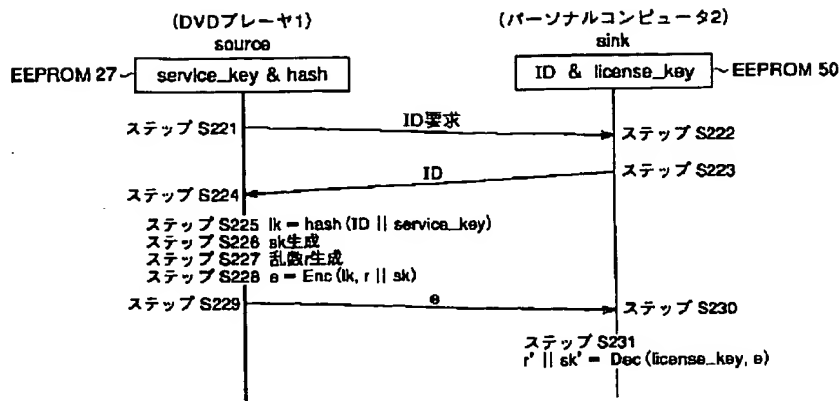 (DVDプレーヤ1)
source
(パーソナルコンピュータ2)
sink
EEPROM 27
service_key & hash
ID & license_key
EEPROM 50
ステップ S221
ID要求
ステップ S222
ID
ステップ S223
ステップ S224
ステップ S225 lk = hash (ID || service_key)
ステップ S226 sk生成
ステップ S227 乱数r生成
ステップ S228 e = Enc (lk, r || sk)
ステップ S229
e
ステップ S230
ステップ S231
r' || sk' = Dec (license_key, e)